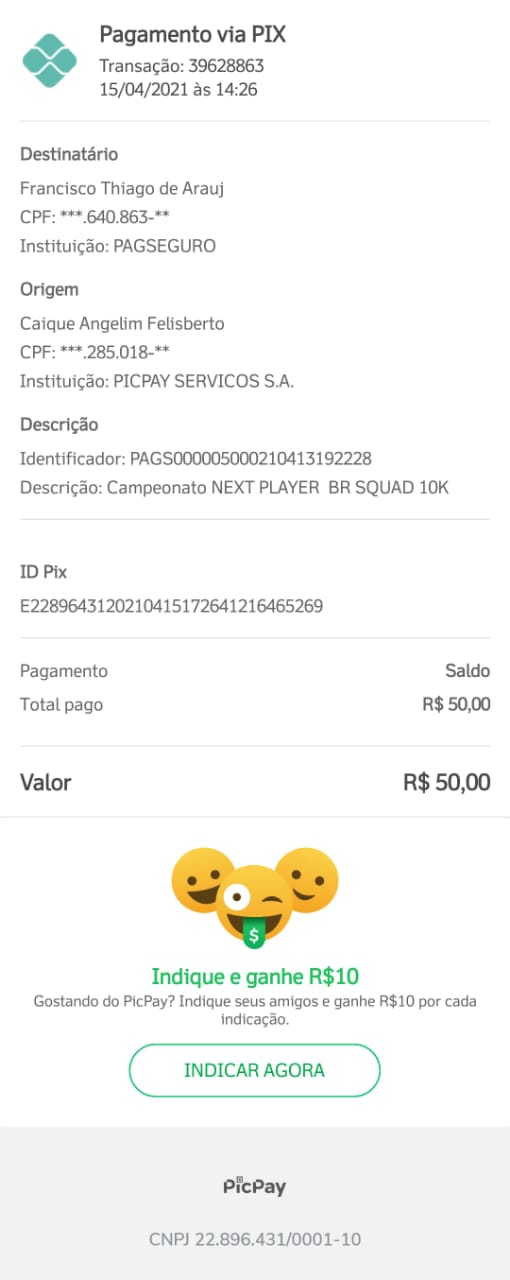 Pagamento via PIX
Transação: 39628863
15/04/2021 às 14:26
Destinatário
Francisco Thiago de Arauj
CPF: ***.640.863-**
Instituição: PAGSEGURO
Origem
Caique Angelim Felisberto
CPF: ***.285.018-**
Instituição: PICPAY SERVICOS S.A.
Descrição
Identificador: PAGS000005000210413192228
Descrição: Campeonato NEXT PLAYER BR SQUAD 10K
ID Pix
E2289643120210415172641216465269
Pagamento Saldo
Total pago R$ 50,00
Valor R$ 50,00
$
Indique e ganhe R$10
Gostando do PicPay? Indique seus amigos e ganhe R$10 por cada
indicação.
INDICAR AGORA
PicPay
CNPJ 22.896.431/0001-10